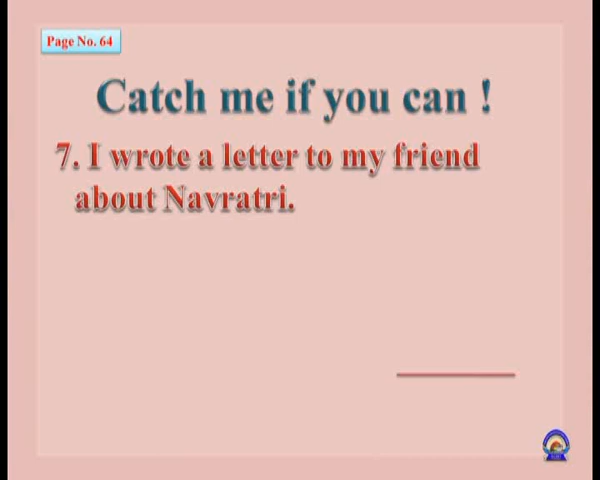 Page No. 64
Catch me if you can !
7. I wrote a letter to my friend
about Navratri.